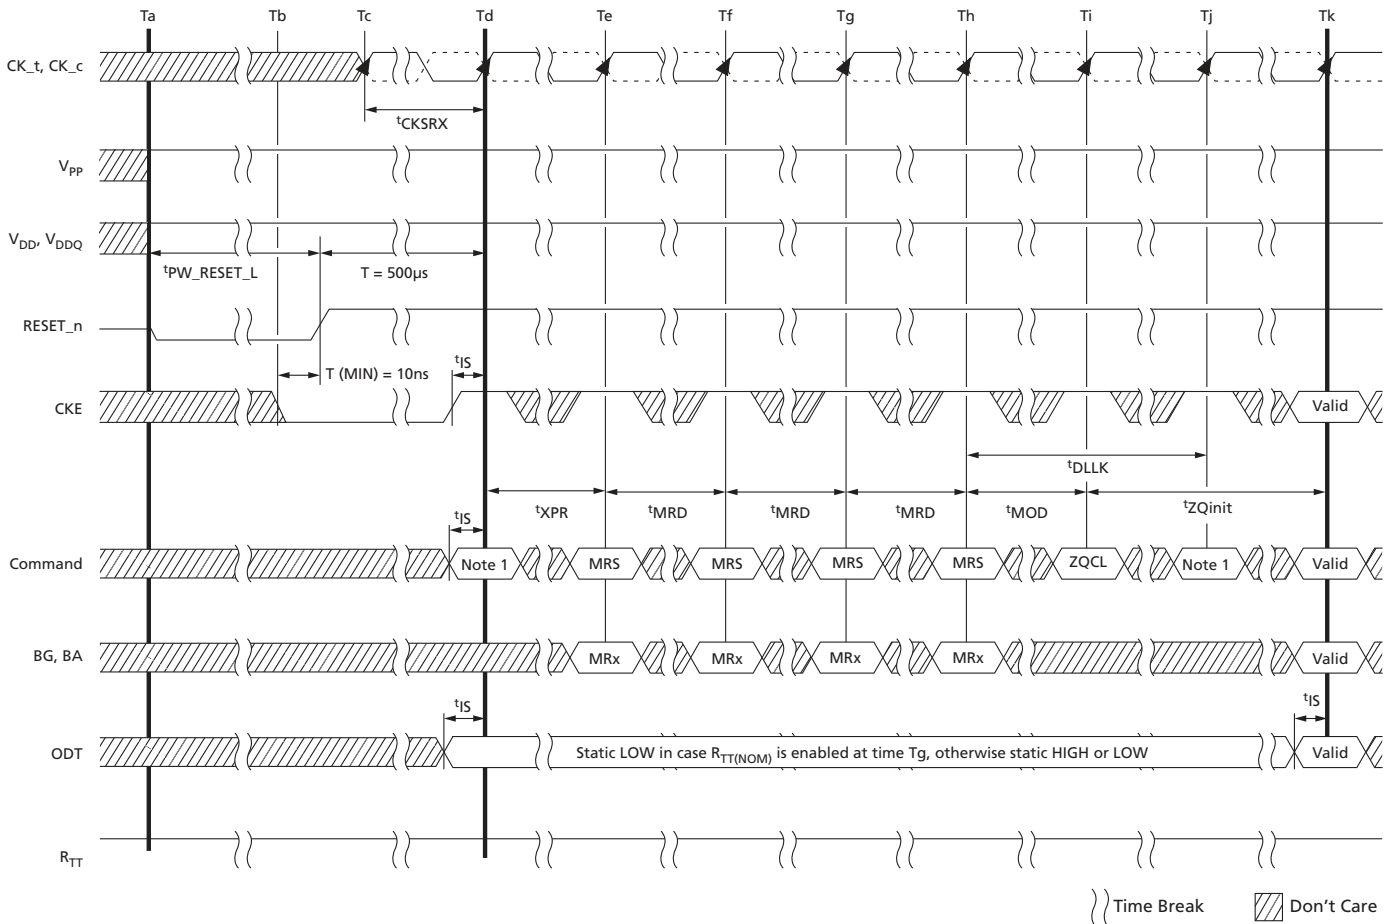 Ta Tb Tc Td Te Tf Tg Th Ti Tj Tk
CK_t, CK_c
tCKSRX
VPP
VDD, VDDQ
tPW_RESET_L T = 500µs
RESET_n
T (MIN) = 10ns tIS
CKE Valid
tDLLK
tXPR tMRD tMRD tMRD tMOD tZQinit
tIS
Command Note 1 MRS MRS MRS MRS ZQCL Note 1 Valid
BG, BA MRx MRx MRx MRx Valid
tIS tIS
ODT Static LOW in case RTT(NOM) is enabled at time Tg, otherwise static HIGH or LOW Valid
RTT
Time Break Don't Care